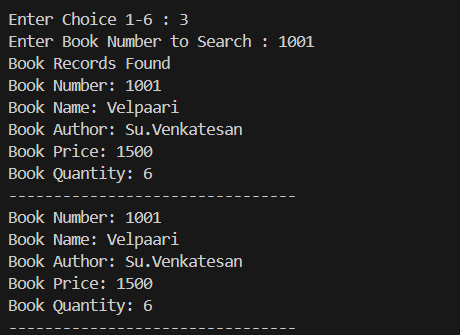 Enter Choice 1-6 : 3
Enter Book Number to Search : 1001
Book Records Found
Book Number: 1001
Book Name: Velpaari
Book Author: Su.Venkatesan
Book Price: 1500
Book Quantity: 6
--------------------------------
Book Number: 1001
Book Name: Velpaari
Book Author: Su.Venkatesan
Book Price: 1500
Book Quantity: 6
--------------------------------